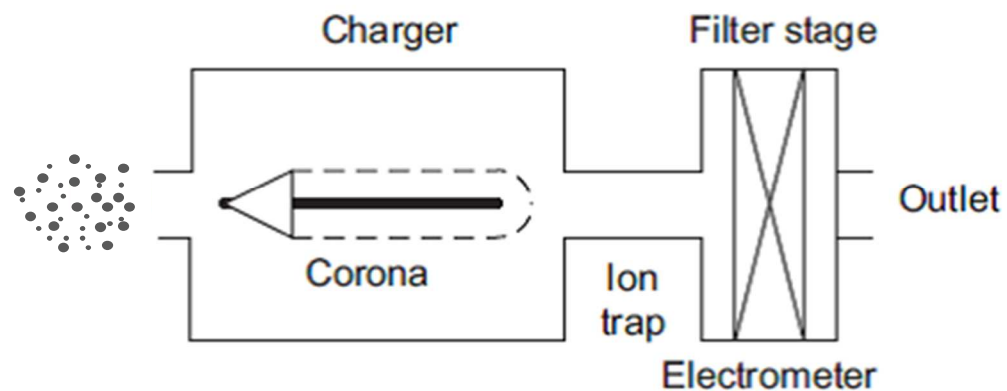 Charger
Filter stage
Corona
Ion
trap
Outlet
Electrometer